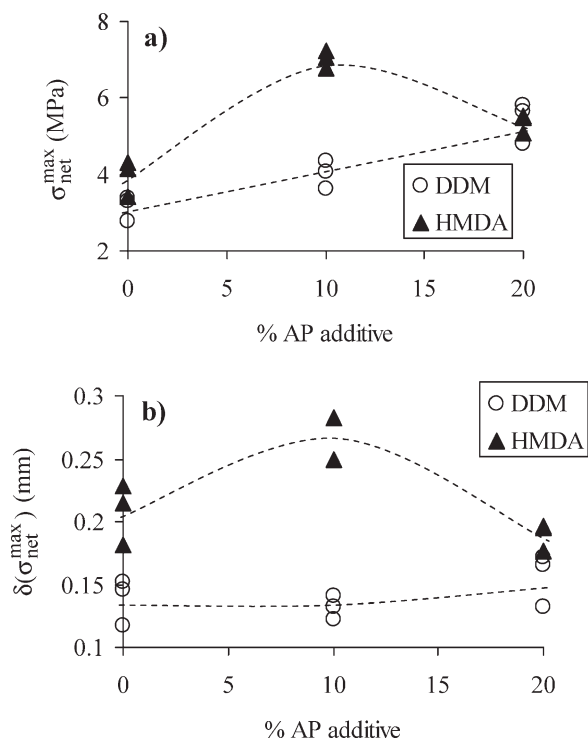 a)
σ_net^max (MPa)
8
6
4
2
0 5 10 15 20
% AP additive
DDM
HMDA
b)
δ(σ_net^max) (mm)
0.3
0.25
0.2
0.15
0.1
0 5 10 15 20
% AP additive
DDM
HMDA